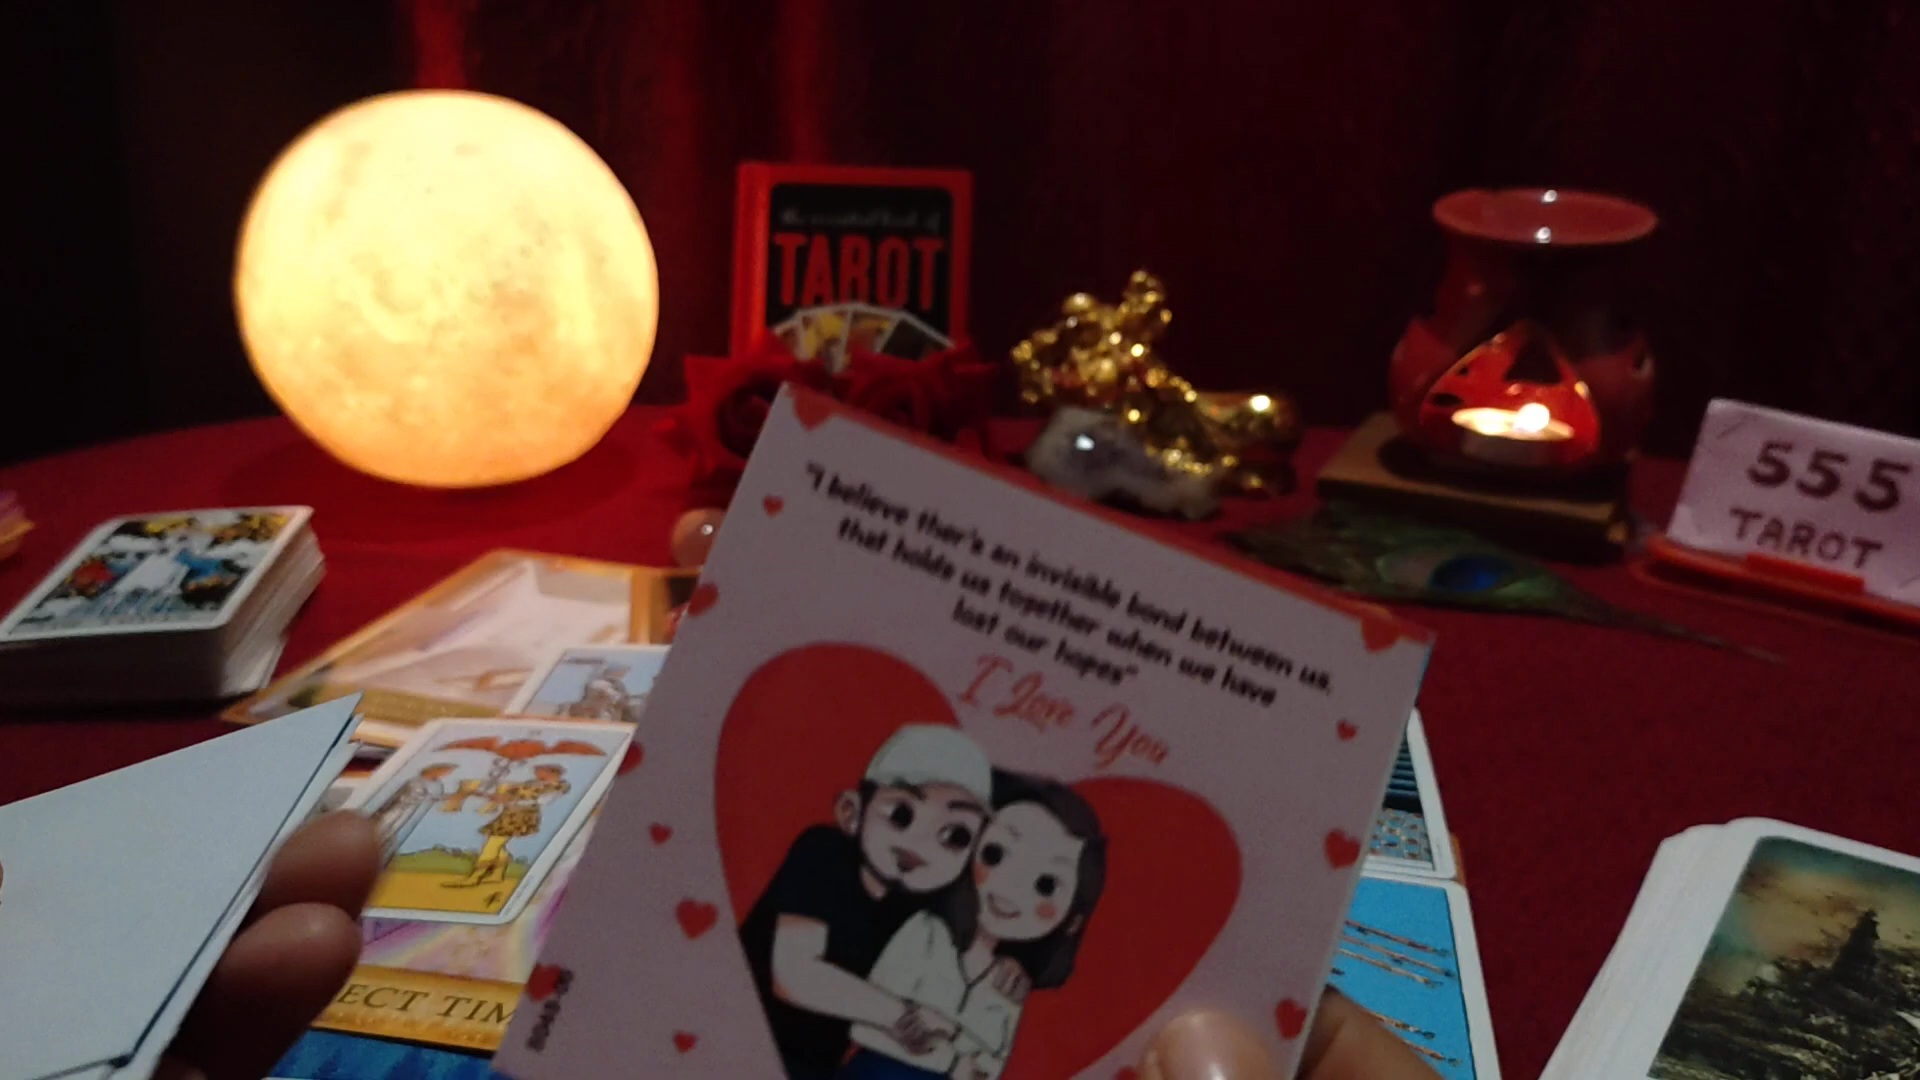 TAROT
555
TAROT
"I believe ther's an invisible bond between us,
that holds us together when we have
lost our hopes"
I Love You
ECT TIM